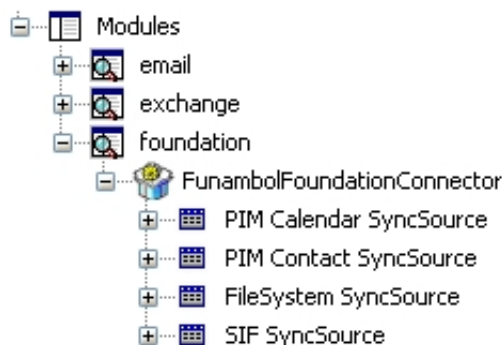 Modules
email
exchange
foundation
FunambolFoundationConnector
PIM Calendar SyncSource
PIM Contact SyncSource
FileSystem SyncSource
SIF SyncSource